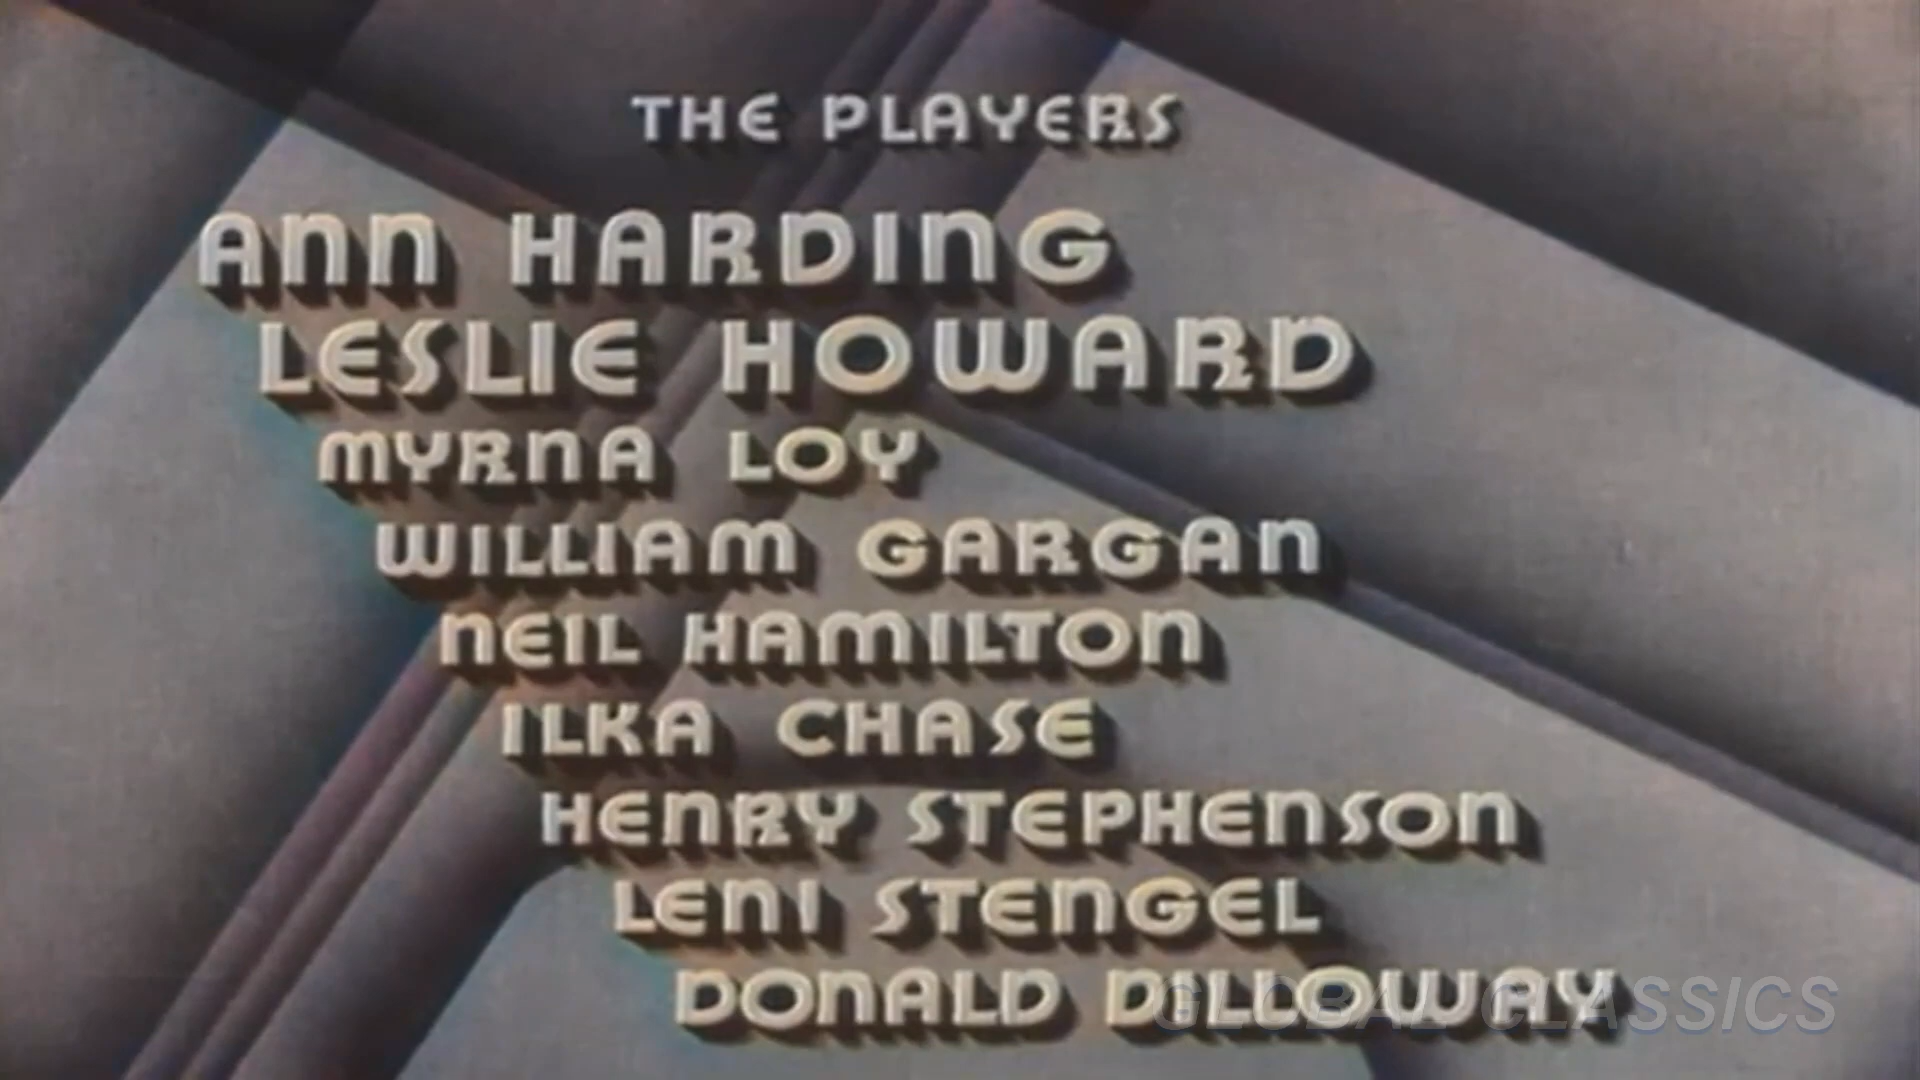 THE PLAYERS
ANN HARDING
LESLIE HOWARD
MYRNA LOY
WILLIAM GARGAN
NEIL HAMILTON
ILKA CHASE
HENRY STEPHENSON
LENI STENGEL
DONALD DILLOWAY
GLOBAL CLASSICS